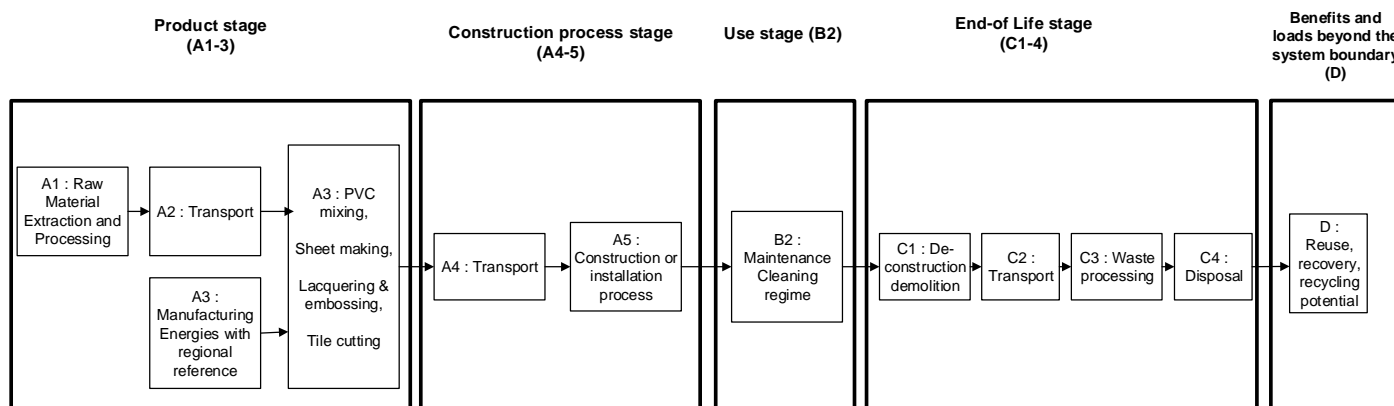 Product stage
(A1-3)
Construction process stage
(A4-5)
Use stage (B2)
End-of Life stage
(C1-4)
Benefits and
loads beyond the
system boundary
(D)
A1 : Raw
Material
Extraction and
Processing
A2 : Transport
A3 :
Manufacturing
Energies with
regional
reference
A3 : PVC
mixing,
Sheet making,
Lacquering &
embossing,
Tile cutting
A4 : Transport
A5 :
Construction or
installation
process
B2 :
Maintenance
Cleaning
regime
C1 : De-
construction
demolition
C2 :
Transport
C3 : Waste
processing
C4 :
Disposal
D :
Reuse,
recovery,
recycling
potential